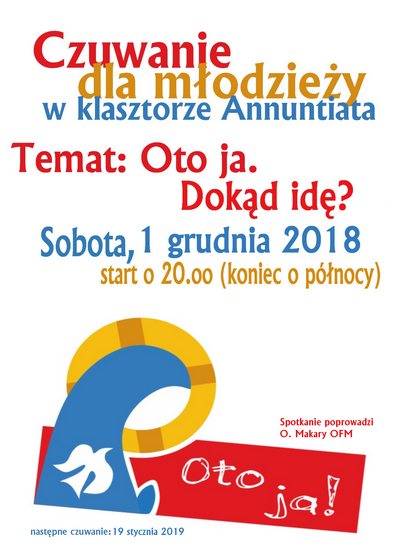 Czuwanie
dla młodzieży
w klasztorze Annuntiata
Temat: Oto ja.
Dokąd idę?
Sobota, 1 grudnia 2018
start o 20.oo (koniec o północy)
Spotkanie poprowadzi
O. Makary OFM
Oto
ja!
następne czuwanie: 19 stycznia 2019